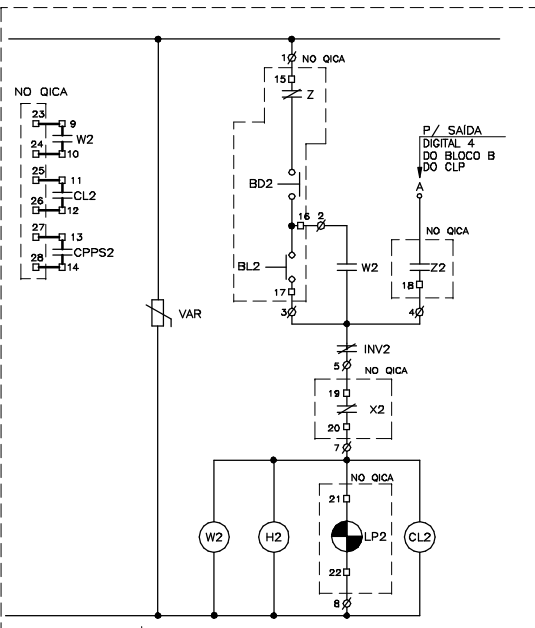 1
NO QICA
15
Z
NO QICA
23
9
W2
24
10
25
11
CL2
26
12
27
13
CPPS2
28
14
P/ SAÍDA
DIGITAL 4
DO BLOCO B
DO CLP
A
BD2
16
2
NO QICA
BL2
W2
Z2
17
18
3
4
VAR
INV2
5
NO QICA
19
X2
20
7
NO QICA
21
W2
H2
LP2
CL2
22
8